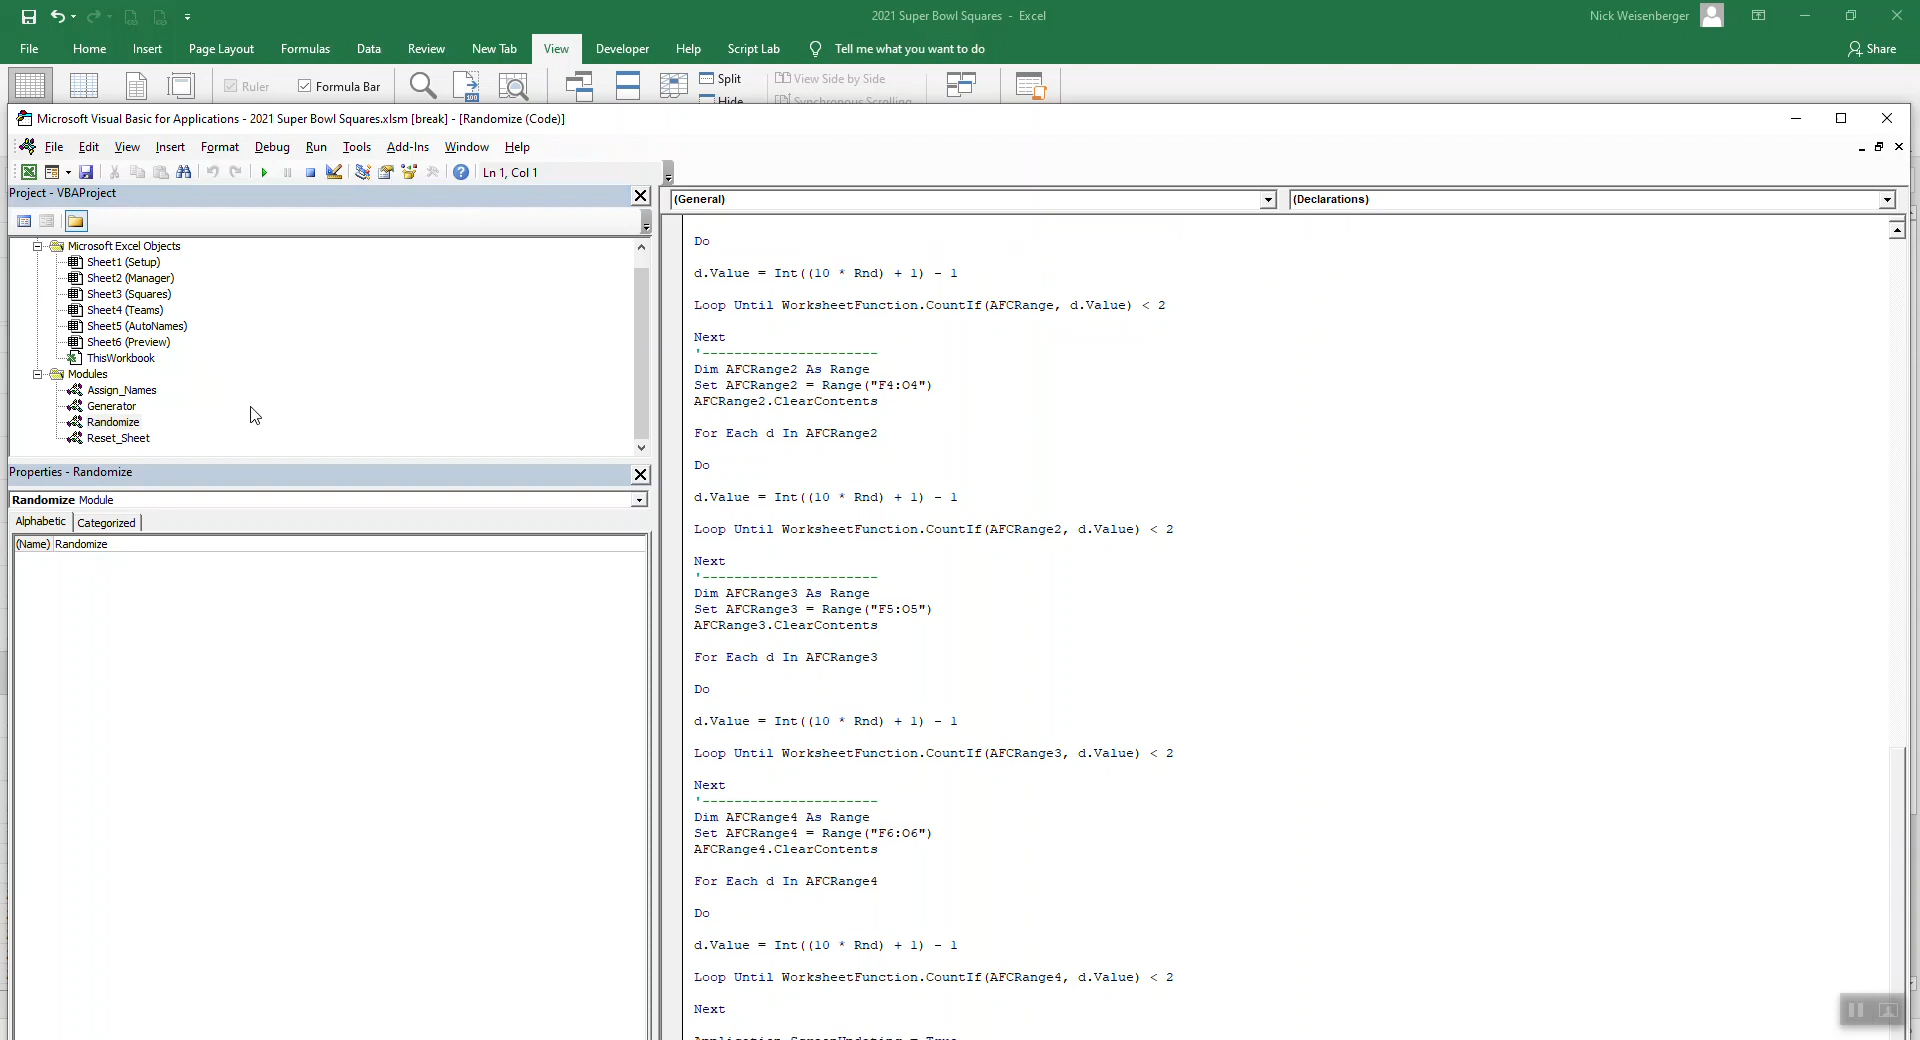 2021 Super Bowl Squares - Excel
Nick Weisenberger
File Home Insert Page Layout Formulas Data Review New Tab View Developer Help Script Lab Tell me what you want to do Share
Ruler Formula Bar Split View Side by Side
Hide Synchronous Scrolling
Microsoft Visual Basic for Applications - 2021 Super Bowl Squares.xlsm [break] - [Randomize (Code)]
File Edit View Insert Format Debug Run Tools Add-Ins Window Help
Ln 1, Col 1
Project - VBAProject
Microsoft Excel Objects
Sheet1 (Setup)
Sheet2 (Manager)
Sheet3 (Squares)
Sheet4 (Teams)
Sheet5 (AutoNames)
Sheet6 (Preview)
ThisWorkbook
Modules
Assign_Names
Generator
Randomize
Reset_Sheet
Properties - Randomize
Randomize Module
Alphabetic Categorized
(Name) Randomize
(General) (Declarations)
Do
d.Value = Int((10 * Rnd) + 1) - 1
Loop Until WorksheetFunction.CountIf(AFCRange, d.Value) < 2
Next
'----------------------
Dim AFCRange2 As Range
Set AFCRange2 = Range("F4:O4")
AFCRange2.ClearContents
For Each d In AFCRange2
Do
d.Value = Int((10 * Rnd) + 1) - 1
Loop Until WorksheetFunction.CountIf(AFCRange2, d.Value) < 2
Next
'----------------------
Dim AFCRange3 As Range
Set AFCRange3 = Range("F5:O5")
AFCRange3.ClearContents
For Each d In AFCRange3
Do
d.Value = Int((10 * Rnd) + 1) - 1
Loop Until WorksheetFunction.CountIf(AFCRange3, d.Value) < 2
Next
'----------------------
Dim AFCRange4 As Range
Set AFCRange4 = Range("F6:O6")
AFCRange4.ClearContents
For Each d In AFCRange4
Do
d.Value = Int((10 * Rnd) + 1) - 1
Loop Until WorksheetFunction.CountIf(AFCRange4, d.Value) < 2
Next
Application.ScreenUpdating = True